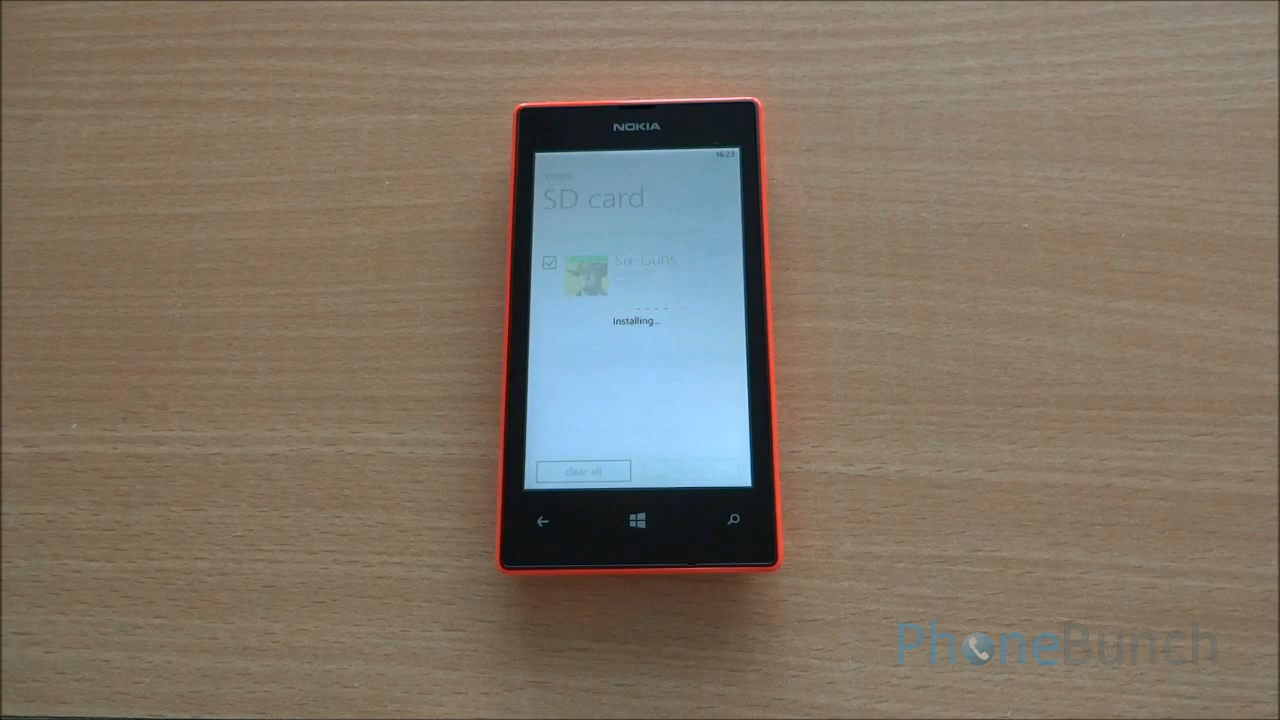 NOKIA
16:23
SD card
Six-Guns
Installing...
clear all
PhoneBunch